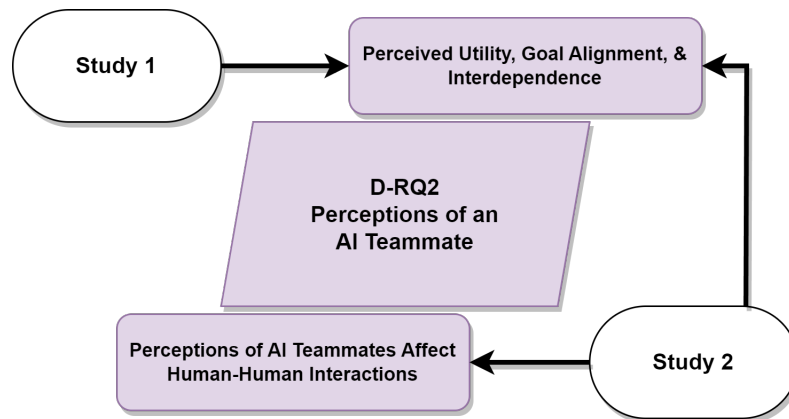 Study 1
Perceived Utility, Goal Alignment, &
Interdependence
D-RQ2
Perceptions of an
AI Teammate
Perceptions of AI Teammates Affect
Human-Human Interactions
Study 2